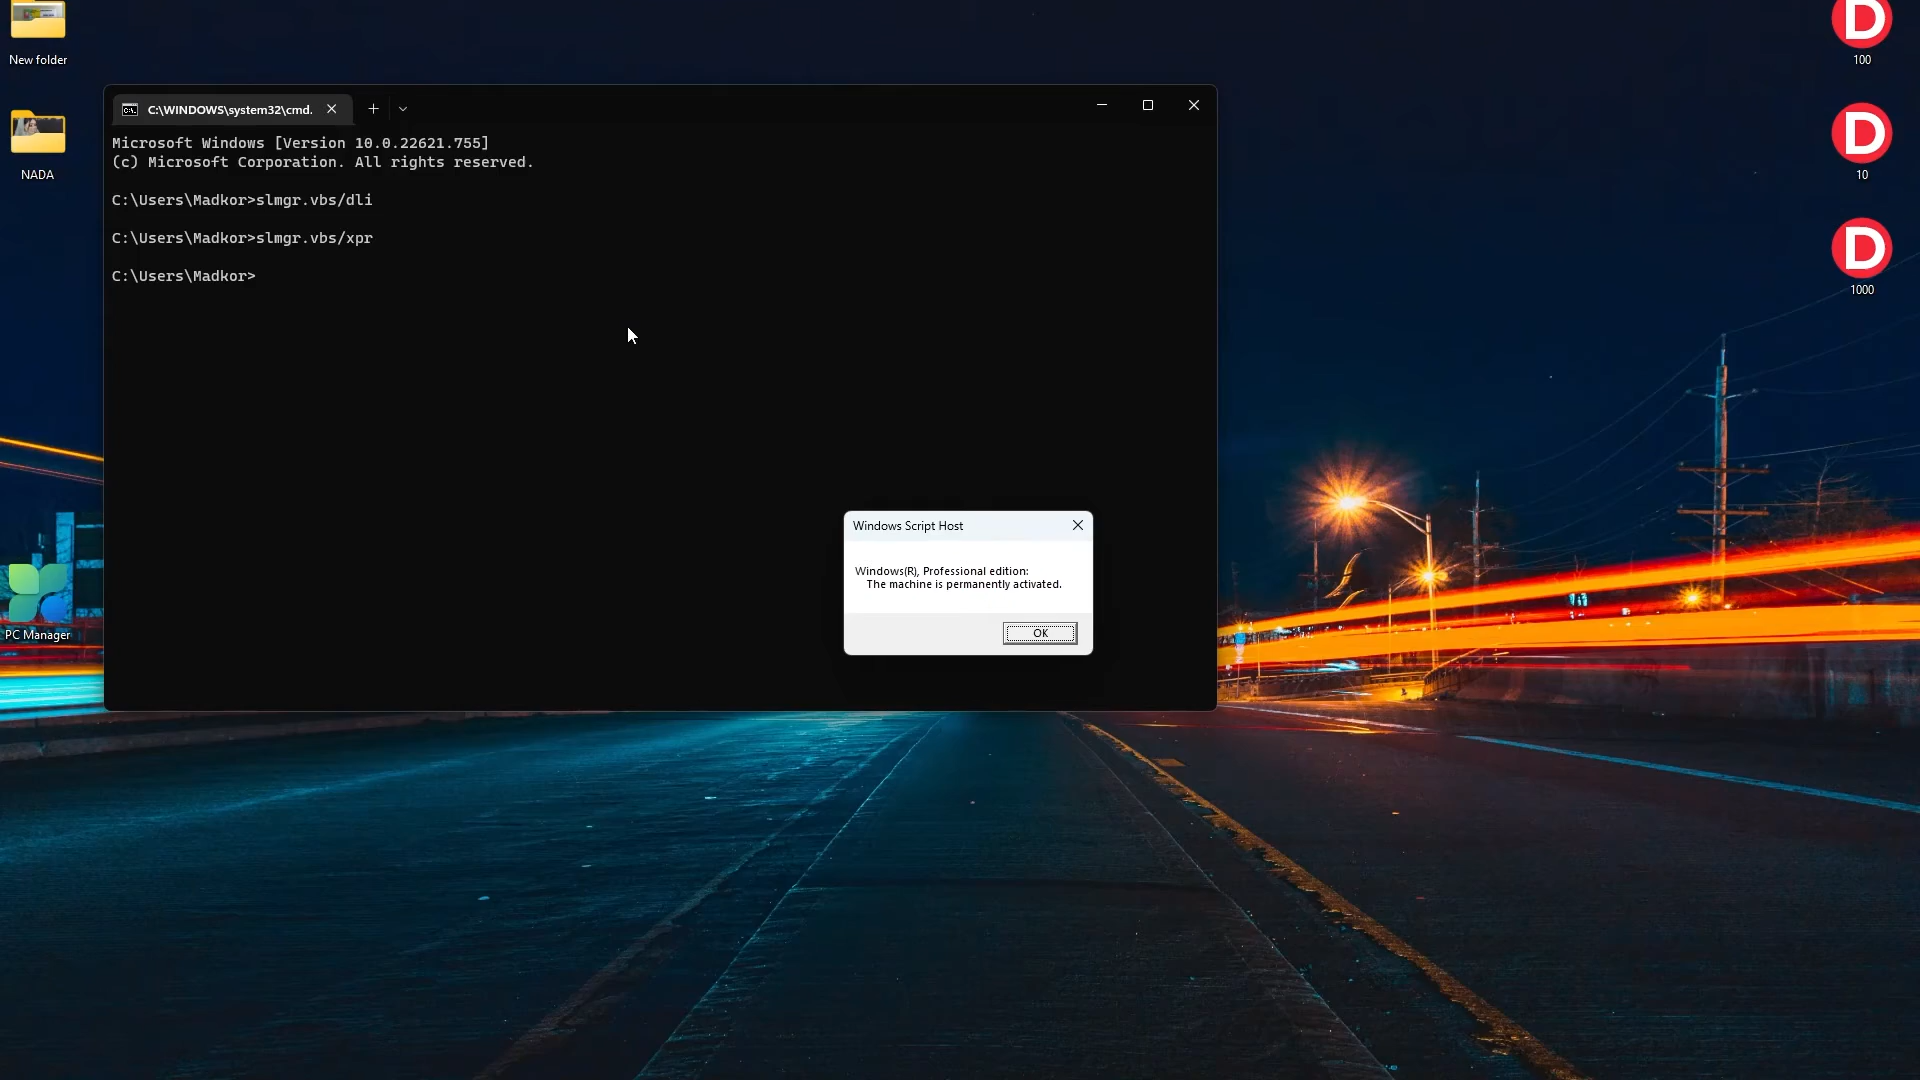 New folder
NADA
PC Manager
C:\WINDOWS\system32\cmd.
Microsoft Windows [Version 10.0.22621.755]
(c) Microsoft Corporation. All rights reserved.
C:\Users\Madkor>slmgr.vbs/dli
C:\Users\Madkor>slmgr.vbs/xpr
C:\Users\Madkor>
Windows Script Host
Windows(R), Professional edition:
The machine is permanently activated.
OK
D
100
D
10
D
1000